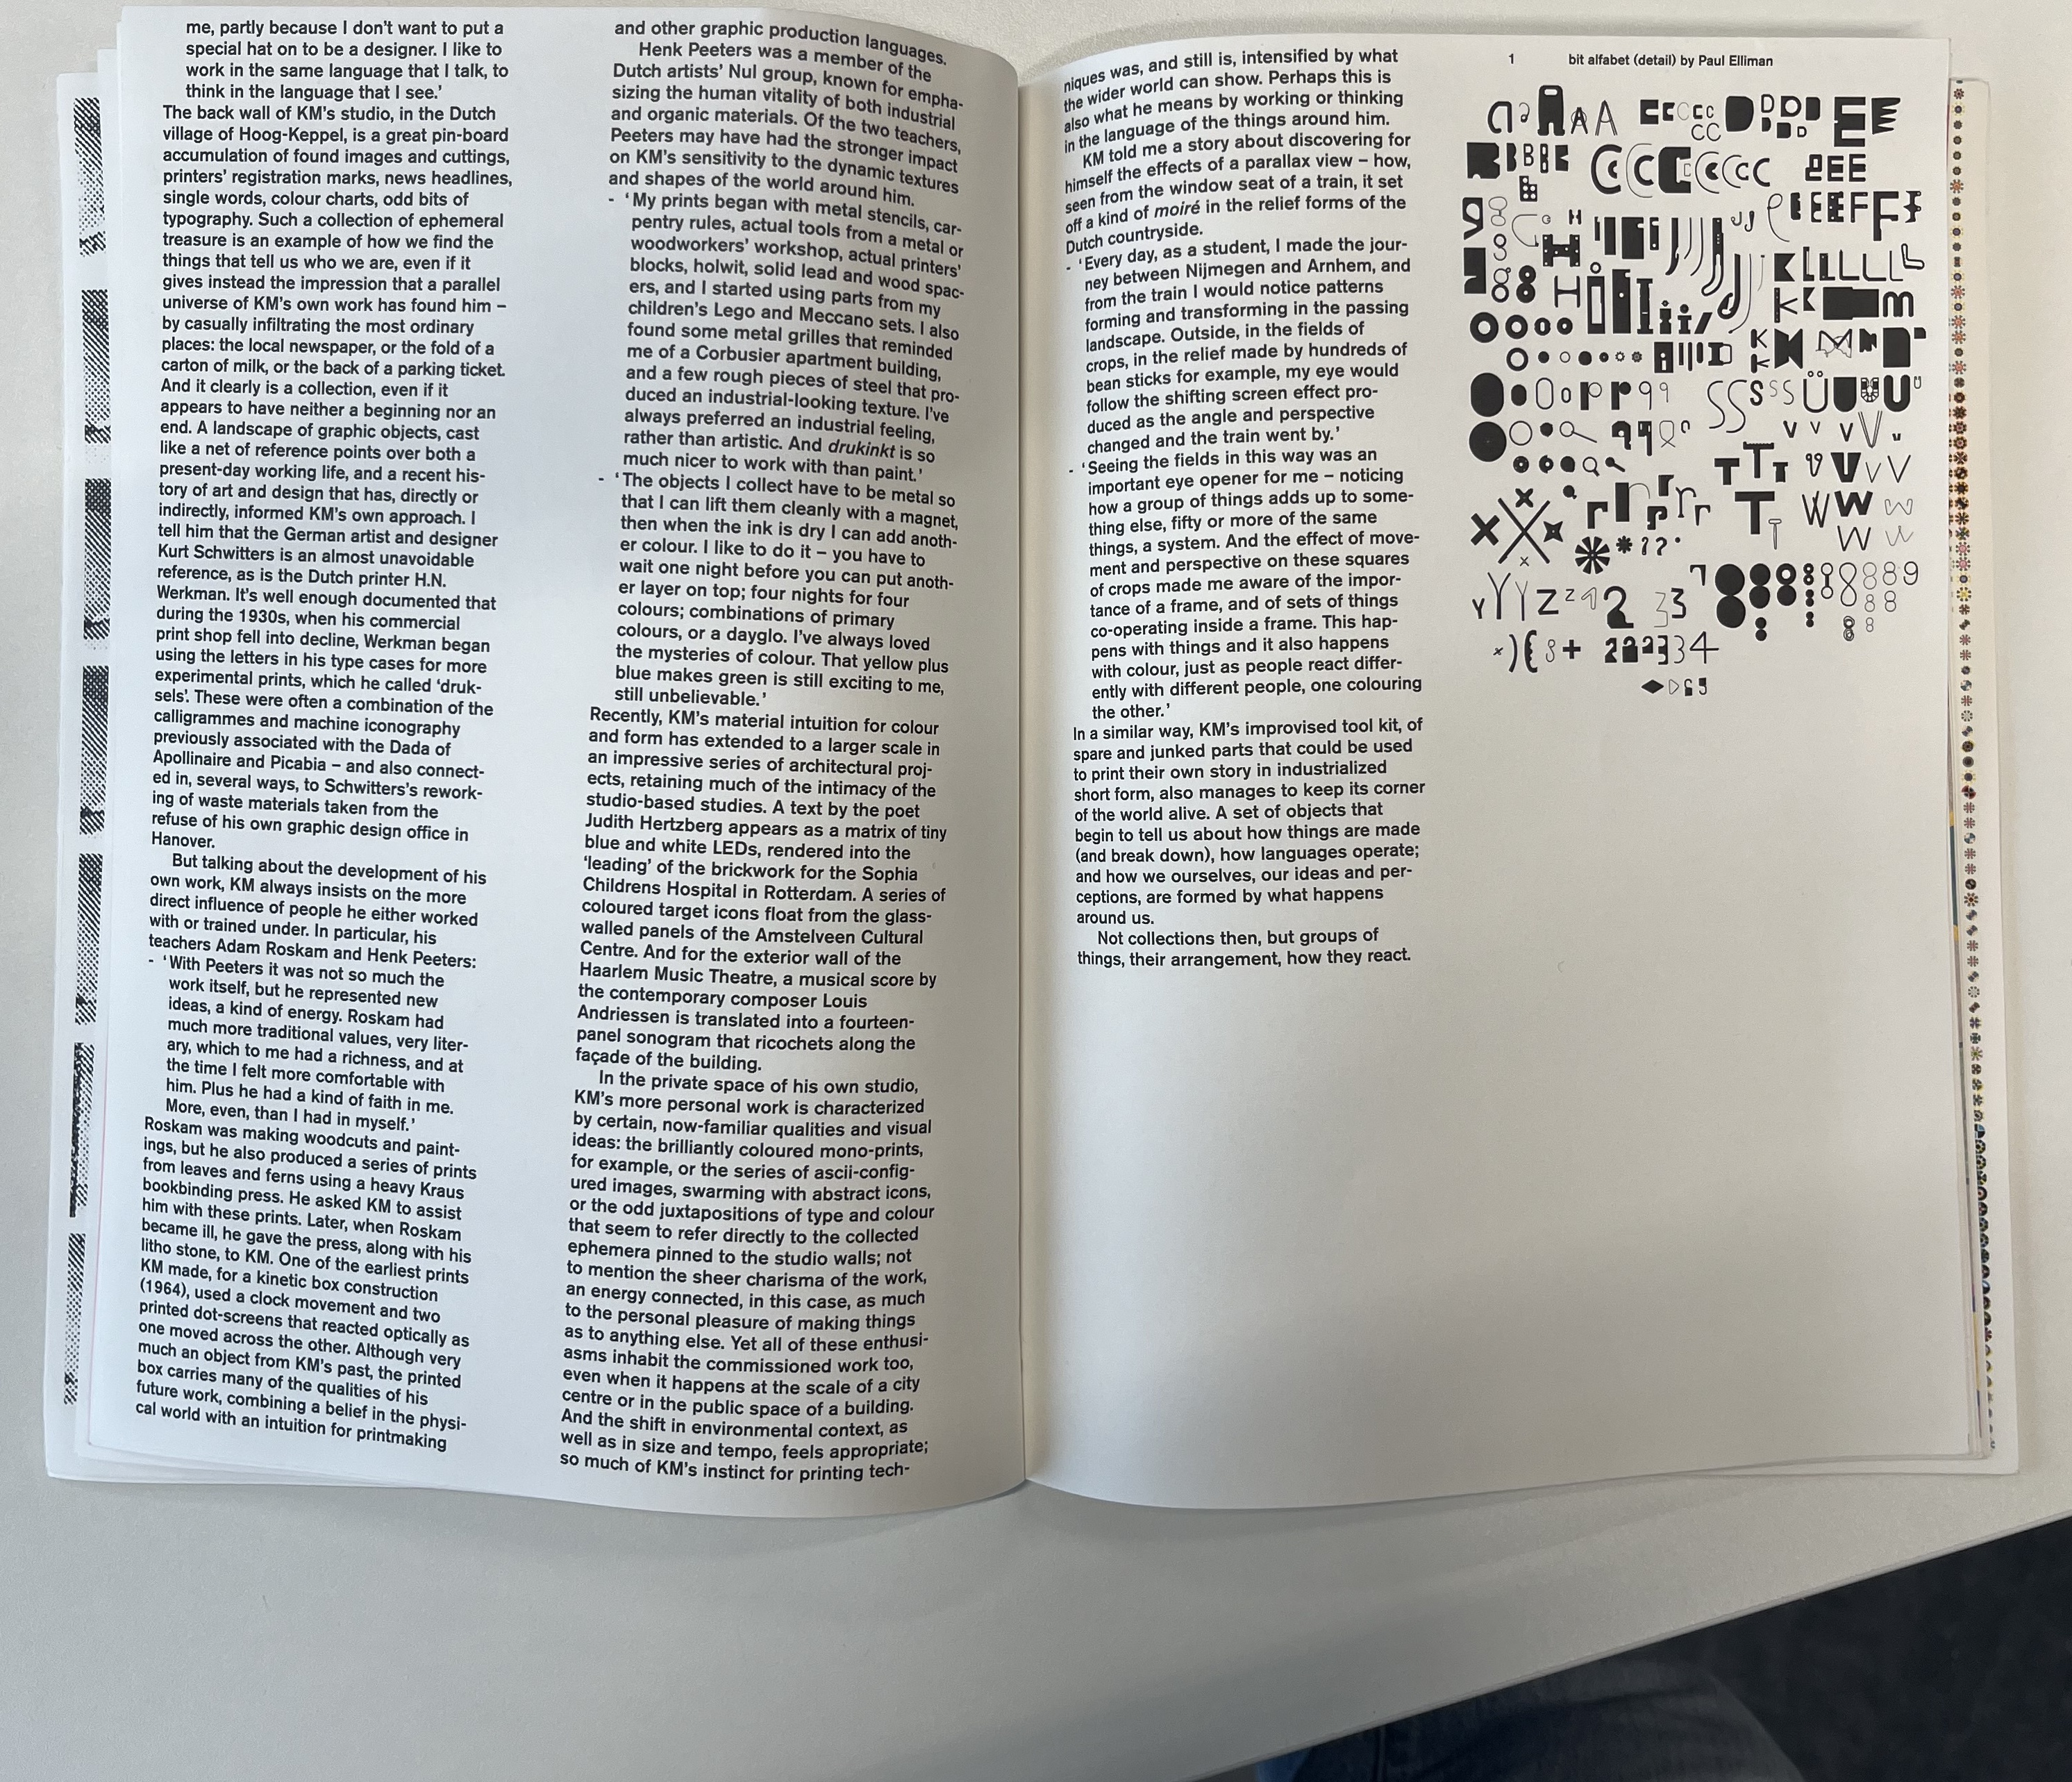 me, partly because I don't want to put a
special hat on to be a designer. I like to
work in the same language that I talk, to
think in the language that I see.'
The back wall of KM's studio, in the Dutch
village of Hoog-Keppel, is a great pin-board
accumulation of found images and cuttings,
printers' registration marks, news headlines,
single words, colour charts, odd bits of
typography. Such a collection of ephemeral
treasure is an example of how we find the
things that tell us who we are, even if it
gives instead the impression that a parallel
universe of KM's own work has found him –
by casually infiltrating the most ordinary
places: the local newspaper, or the fold of a
carton of milk, or the back of a parking ticket.
And it clearly is a collection, even if it
appears to have neither a beginning nor an
end. A landscape of graphic objects, cast
like a net of reference points over both a
present-day working life, and a recent his-
tory of art and design that has, directly or
indirectly, informed KM's own approach. I
tell him that the German artist and designer
Kurt Schwitters is an almost unavoidable
reference, as is the Dutch printer H.N.
Werkman. It's well enough documented that
during the 1930s, when his commercial
print shop fell into decline, Werkman began
using the letters in his type cases for more
experimental prints, which he called 'druk-
sels'. These were often a combination of the
calligrammes and machine iconography
previously associated with the Dada of
Apollinaire and Picabia – and also connect-
ed in, several ways, to Schwitters's rework-
ing of waste materials taken from the
refuse of his own graphic design office in
Hanover.
But talking about the development of his
own work, KM always insists on the more
direct influence of people he either worked
with or trained under. In particular, his
teachers Adam Roskam and Henk Peeters:
- 'With Peeters it was not so much the
work itself, but he represented new
ideas, a kind of energy. Roskam had
much more traditional values, very liter-
ary, which to me had a richness, and at
the time I felt more comfortable with
him. Plus he had a kind of faith in me.
More, even, than I had in myself.'
Roskam was making woodcuts and paint-
ings, but he also produced a series of prints
from leaves and ferns using a heavy Kraus
bookbinding press. He asked KM to assist
him with these prints. Later, when Roskam
became ill, he gave the press, along with his
litho stone, to KM. One of the earliest prints
KM made, for a kinetic box construction
(1964), used a clock movement and two
printed dot-screens that reacted optically as
one moved across the other. Although very
much an object from KM's past, the printed
box carries many of the qualities of his
future work, combining a belief in the physi-
cal world with an intuition for printmaking
and other graphic production languages.
Henk Peeters was a member of the
Dutch artists' Nul group, known for empha-
sizing the human vitality of both industrial
and organic materials. Of the two teachers,
Peeters may have had the stronger impact
on KM's sensitivity to the dynamic textures
and shapes of the world around him.
- 'My prints began with metal stencils, car-
pentry rules, actual tools from a metal or
woodworkers' workshop, actual printers'
blocks, holwit, solid lead and wood spac-
ers, and I started using parts from my
children's Lego and Meccano sets. I also
found some metal grilles that reminded
me of a Corbusier apartment building,
and a few rough pieces of steel that pro-
duced an industrial-looking texture. I've
always preferred an industrial feeling,
rather than artistic. And drukinkt is so
much nicer to work with than paint.'
- 'The objects I collect have to be metal so
that I can lift them cleanly with a magnet,
then when the ink is dry I can add anoth-
er colour. I like to do it – you have to
wait one night before you can put anoth-
er layer on top; four nights for four
colours; combinations of primary
colours, or a dayglo. I've always loved
the mysteries of colour. That yellow plus
blue makes green is still exciting to me,
still unbelievable.'
Recently, KM's material intuition for colour
and form has extended to a larger scale in
an impressive series of architectural proj-
ects, retaining much of the intimacy of the
studio-based studies. A text by the poet
Judith Hertzberg appears as a matrix of tiny
blue and white LEDs, rendered into the
'leading' of the brickwork for the Sophia
Childrens Hospital in Rotterdam. A series of
coloured target icons float from the glass-
walled panels of the Amstelveen Cultural
Centre. And for the exterior wall of the
Haarlem Music Theatre, a musical score by
the contemporary composer Louis
Andriessen is translated into a fourteen-
panel sonogram that ricochets along the
façade of the building.
In the private space of his own studio,
KM's more personal work is characterized
by certain, now-familiar qualities and visual
ideas: the brilliantly coloured mono-prints,
for example, or the series of ascii-config-
ured images, swarming with abstract icons,
or the odd juxtapositions of type and colour
that seem to refer directly to the collected
ephemera pinned to the studio walls; not
to mention the sheer charisma of the work,
an energy connected, in this case, as much
to the personal pleasure of making things
as to anything else. Yet all of these enthusi-
asms inhabit the commissioned work too,
even when it happens at the scale of a city
centre or in the public space of a building.
And the shift in environmental context, as
well as in size and tempo, feels appropriate;
so much of KM's instinct for printing tech-
niques was, and still is, intensified by what
the wider world can show. Perhaps this is
also what he means by working or thinking
in the language of the things around him.
KM told me a story about discovering for
himself the effects of a parallax view – how,
seen from the window seat of a train, it set
off a kind of moiré in the relief forms of the
Dutch countryside.
- 'Every day, as a student, I made the jour-
ney between Nijmegen and Arnhem, and
from the train I would notice patterns
forming and transforming in the passing
landscape. Outside, in the fields of
crops, in the relief made by hundreds of
bean sticks for example, my eye would
follow the shifting screen effect pro-
duced as the angle and perspective
changed and the train went by.'
- 'Seeing the fields in this way was an
important eye opener for me – noticing
how a group of things adds up to some-
thing else, fifty or more of the same
things, a system. And the effect of move-
ment and perspective on these squares
of crops made me aware of the impor-
tance of a frame, and of sets of things
co-operating inside a frame. This hap-
pens with things and it also happens
with colour, just as people react differ-
ently with different people, one colouring
the other.'
In a similar way, KM's improvised tool kit, of
spare and junked parts that could be used
to print their own story in industrialized
short form, also manages to keep its corner
of the world alive. A set of objects that
begin to tell us about how things are made
(and break down), how languages operate;
and how we ourselves, our ideas and per-
ceptions, are formed by what happens
around us.
Not collections then, but groups of
things, their arrangement, how they react.
1 bit alfabet (detail) by Paul Elliman